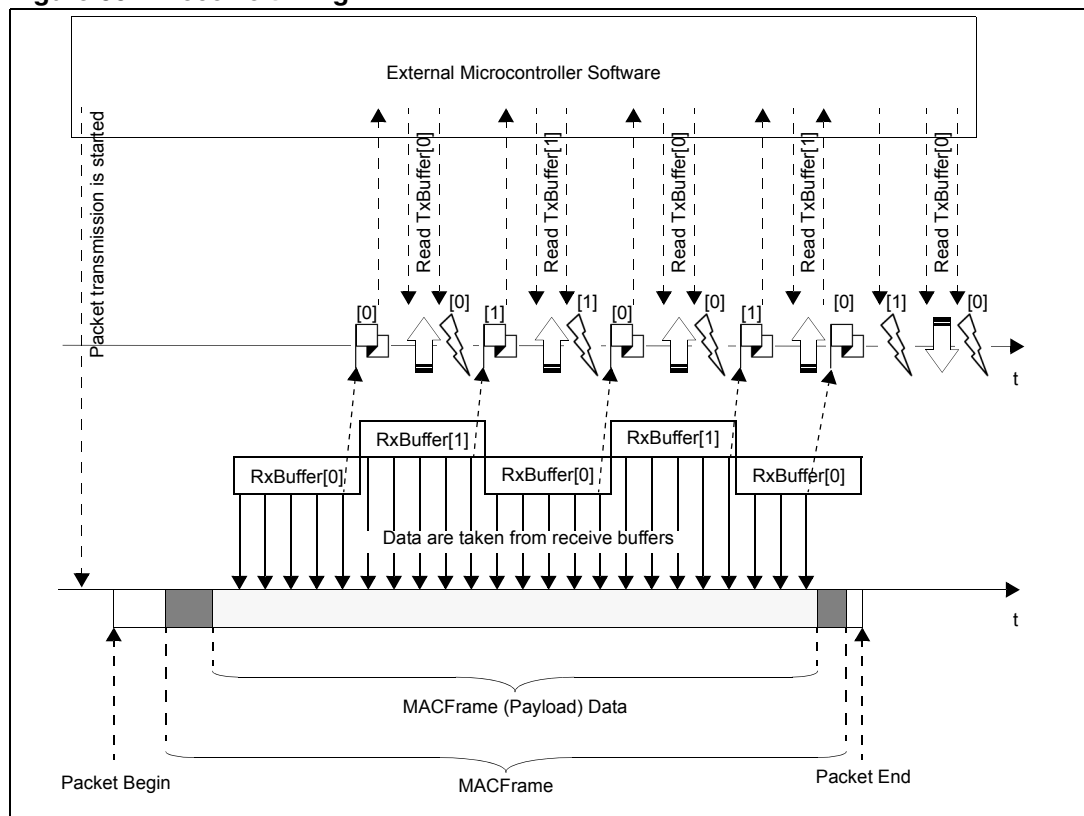 External Microcontroller Software
Packet transmission is started
Read TxBuffer[0]
Read TxBuffer[1]
Read TxBuffer[0]
Read TxBuffer[1]
Read TxBuffer[0]
[0]
[0]
[1]
[1]
[0]
[0]
[1]
[0]
[1]
[0]
t
RxBuffer[1]
RxBuffer[1]
RxBuffer[0]
RxBuffer[0]
RxBuffer[0]
Data are taken from receive buffers
t
MACFrame (Payload) Data
Packet Begin
MACFrame
Packet End